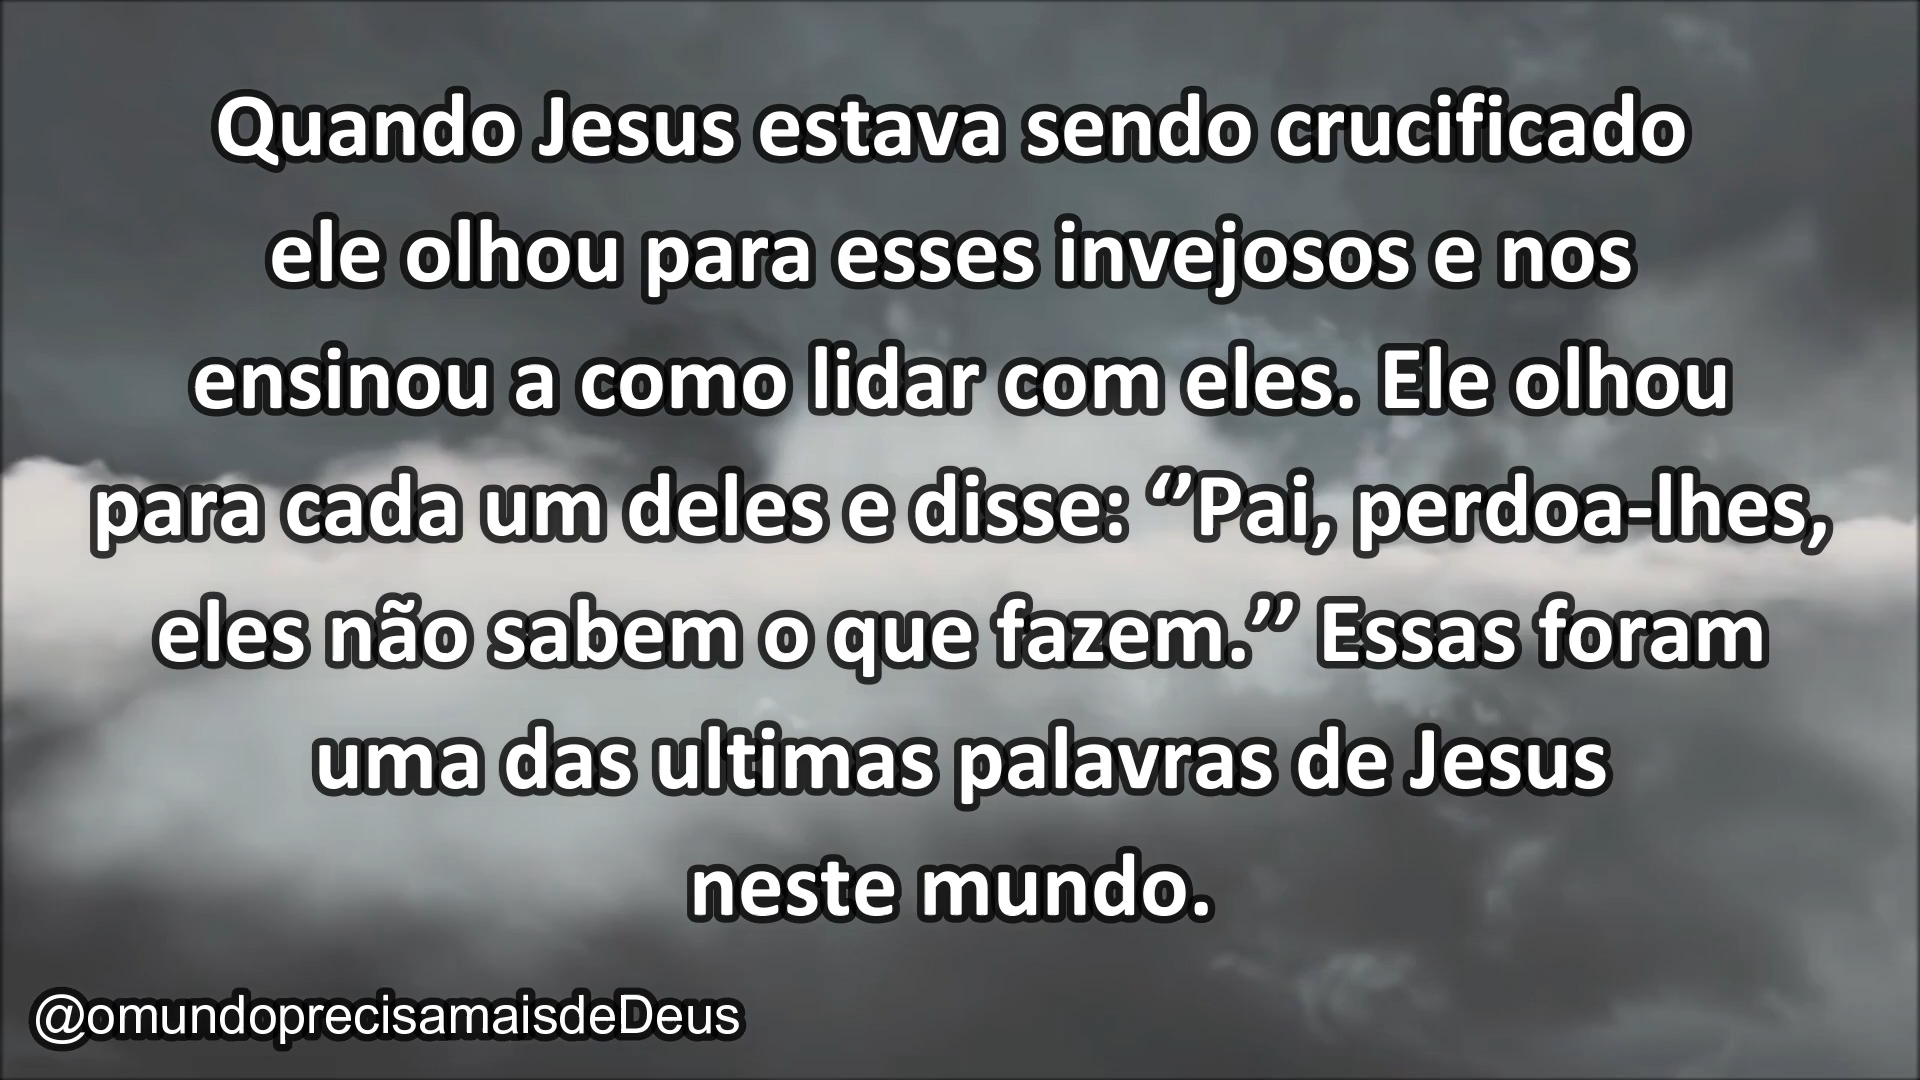 Quando Jesus estava sendo crucificado
ele olhou para esses invejosos e nos
ensinou a como lidar com eles. Ele olhou
para cada um deles e disse: ‘’Pai, perdoa-lhes,
eles não sabem o que fazem.’’ Essas foram
uma das ultimas palavras de Jesus
neste mundo.
@omundoprecisamaisdeDeus